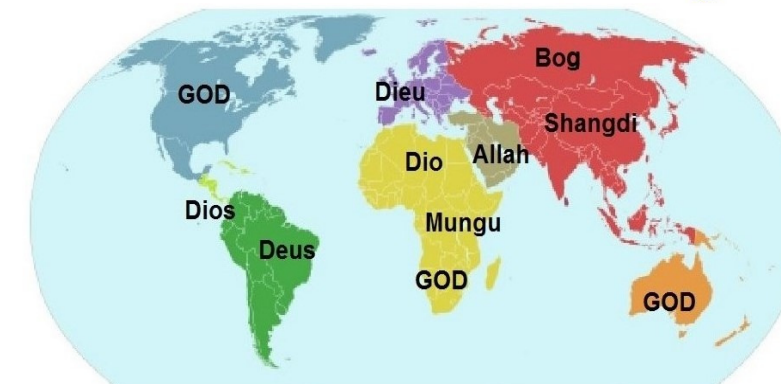 Bog
GOD
Dieu
Shangdi
Dio
Allah
Dios
Mungu
Deus
GOD
GOD